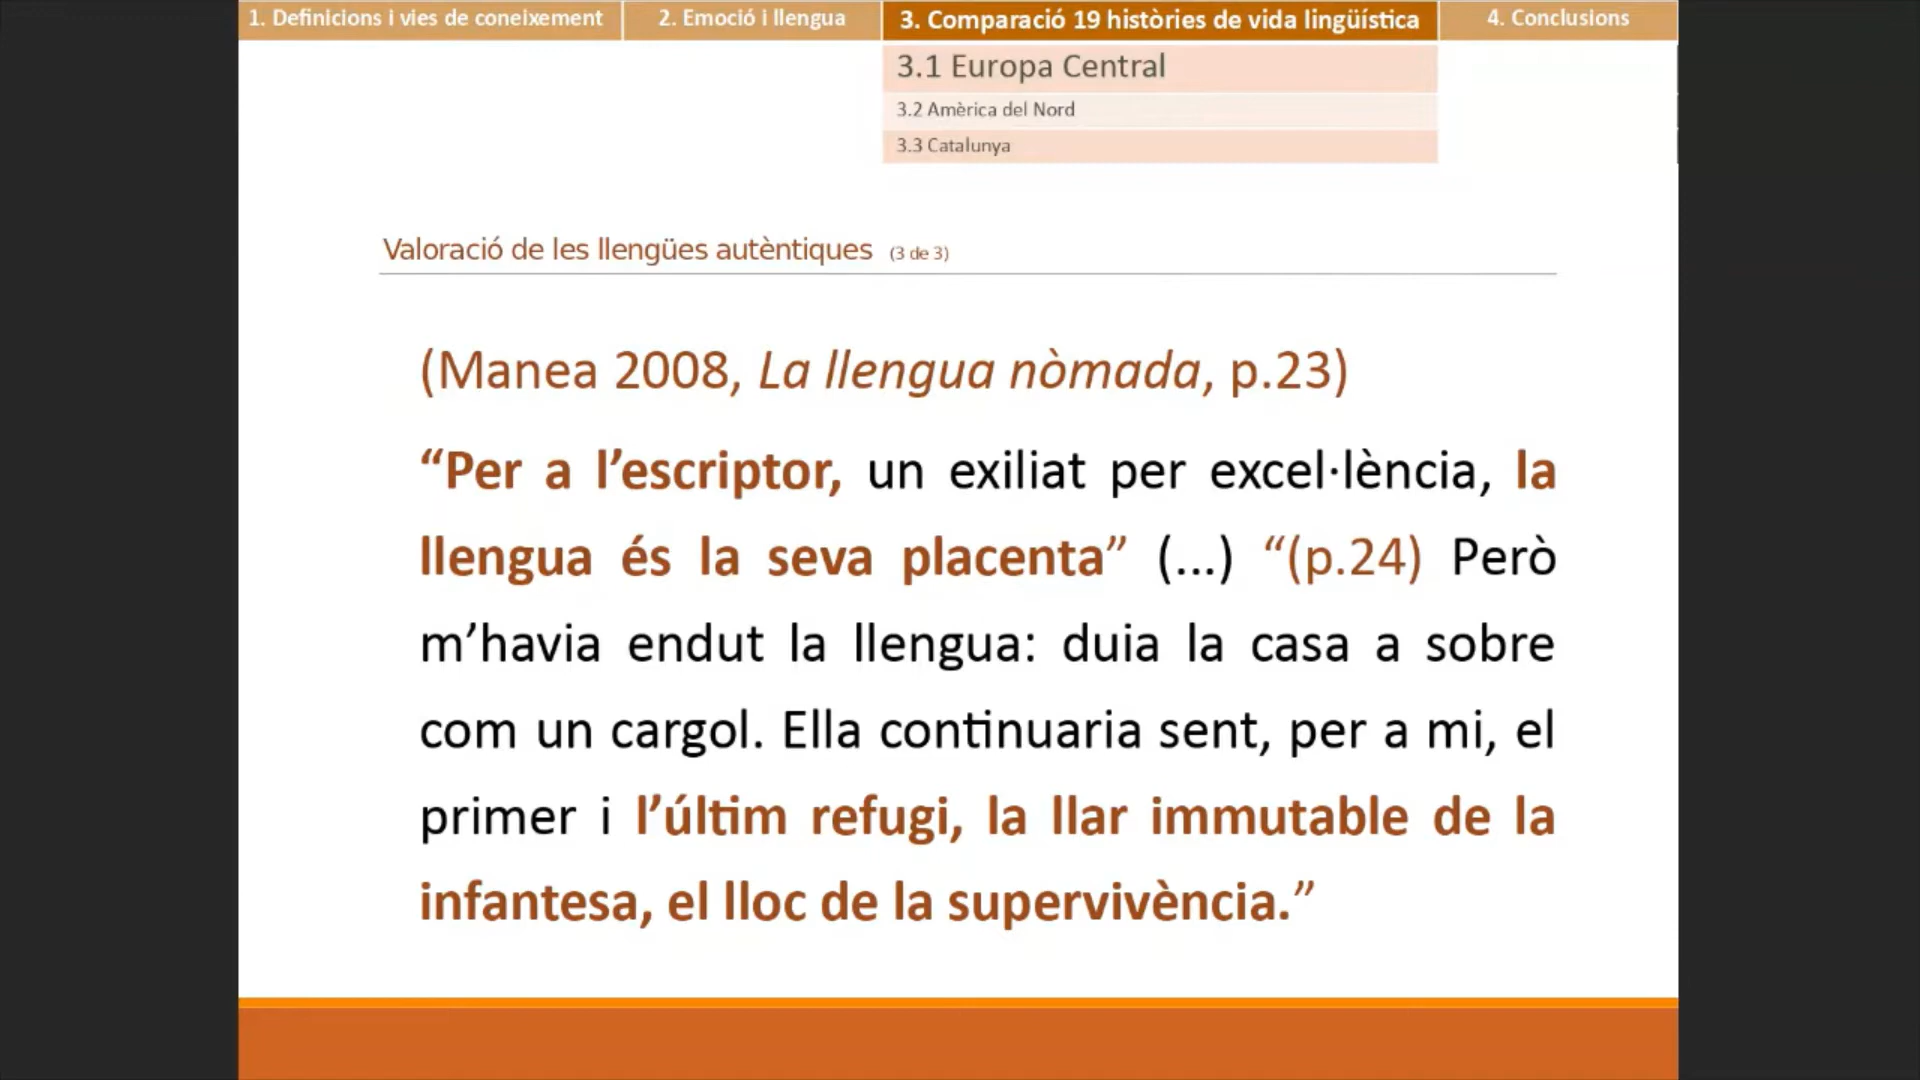 1. Definicions i vies de coneixement
2. Emoció i llengua
3. Comparació 19 històries de vida lingüística
4. Conclusions
3.1 Europa Central
3.2 Amèrica del Nord
3.3 Catalunya
Valoració de les llengües autèntiques (3 de 3)
(Manea 2008, La llengua nòmada, p.23)
“Per a l’escriptor, un exiliat per excel·lència, la
llengua és la seva placenta” (...) “(p.24) Però
m’havia endut la llengua: duia la casa a sobre
com un cargol. Ella continuaria sent, per a mi, el
primer i l’últim refugi, la llar immutable de la
infantesa, el lloc de la supervivència.”